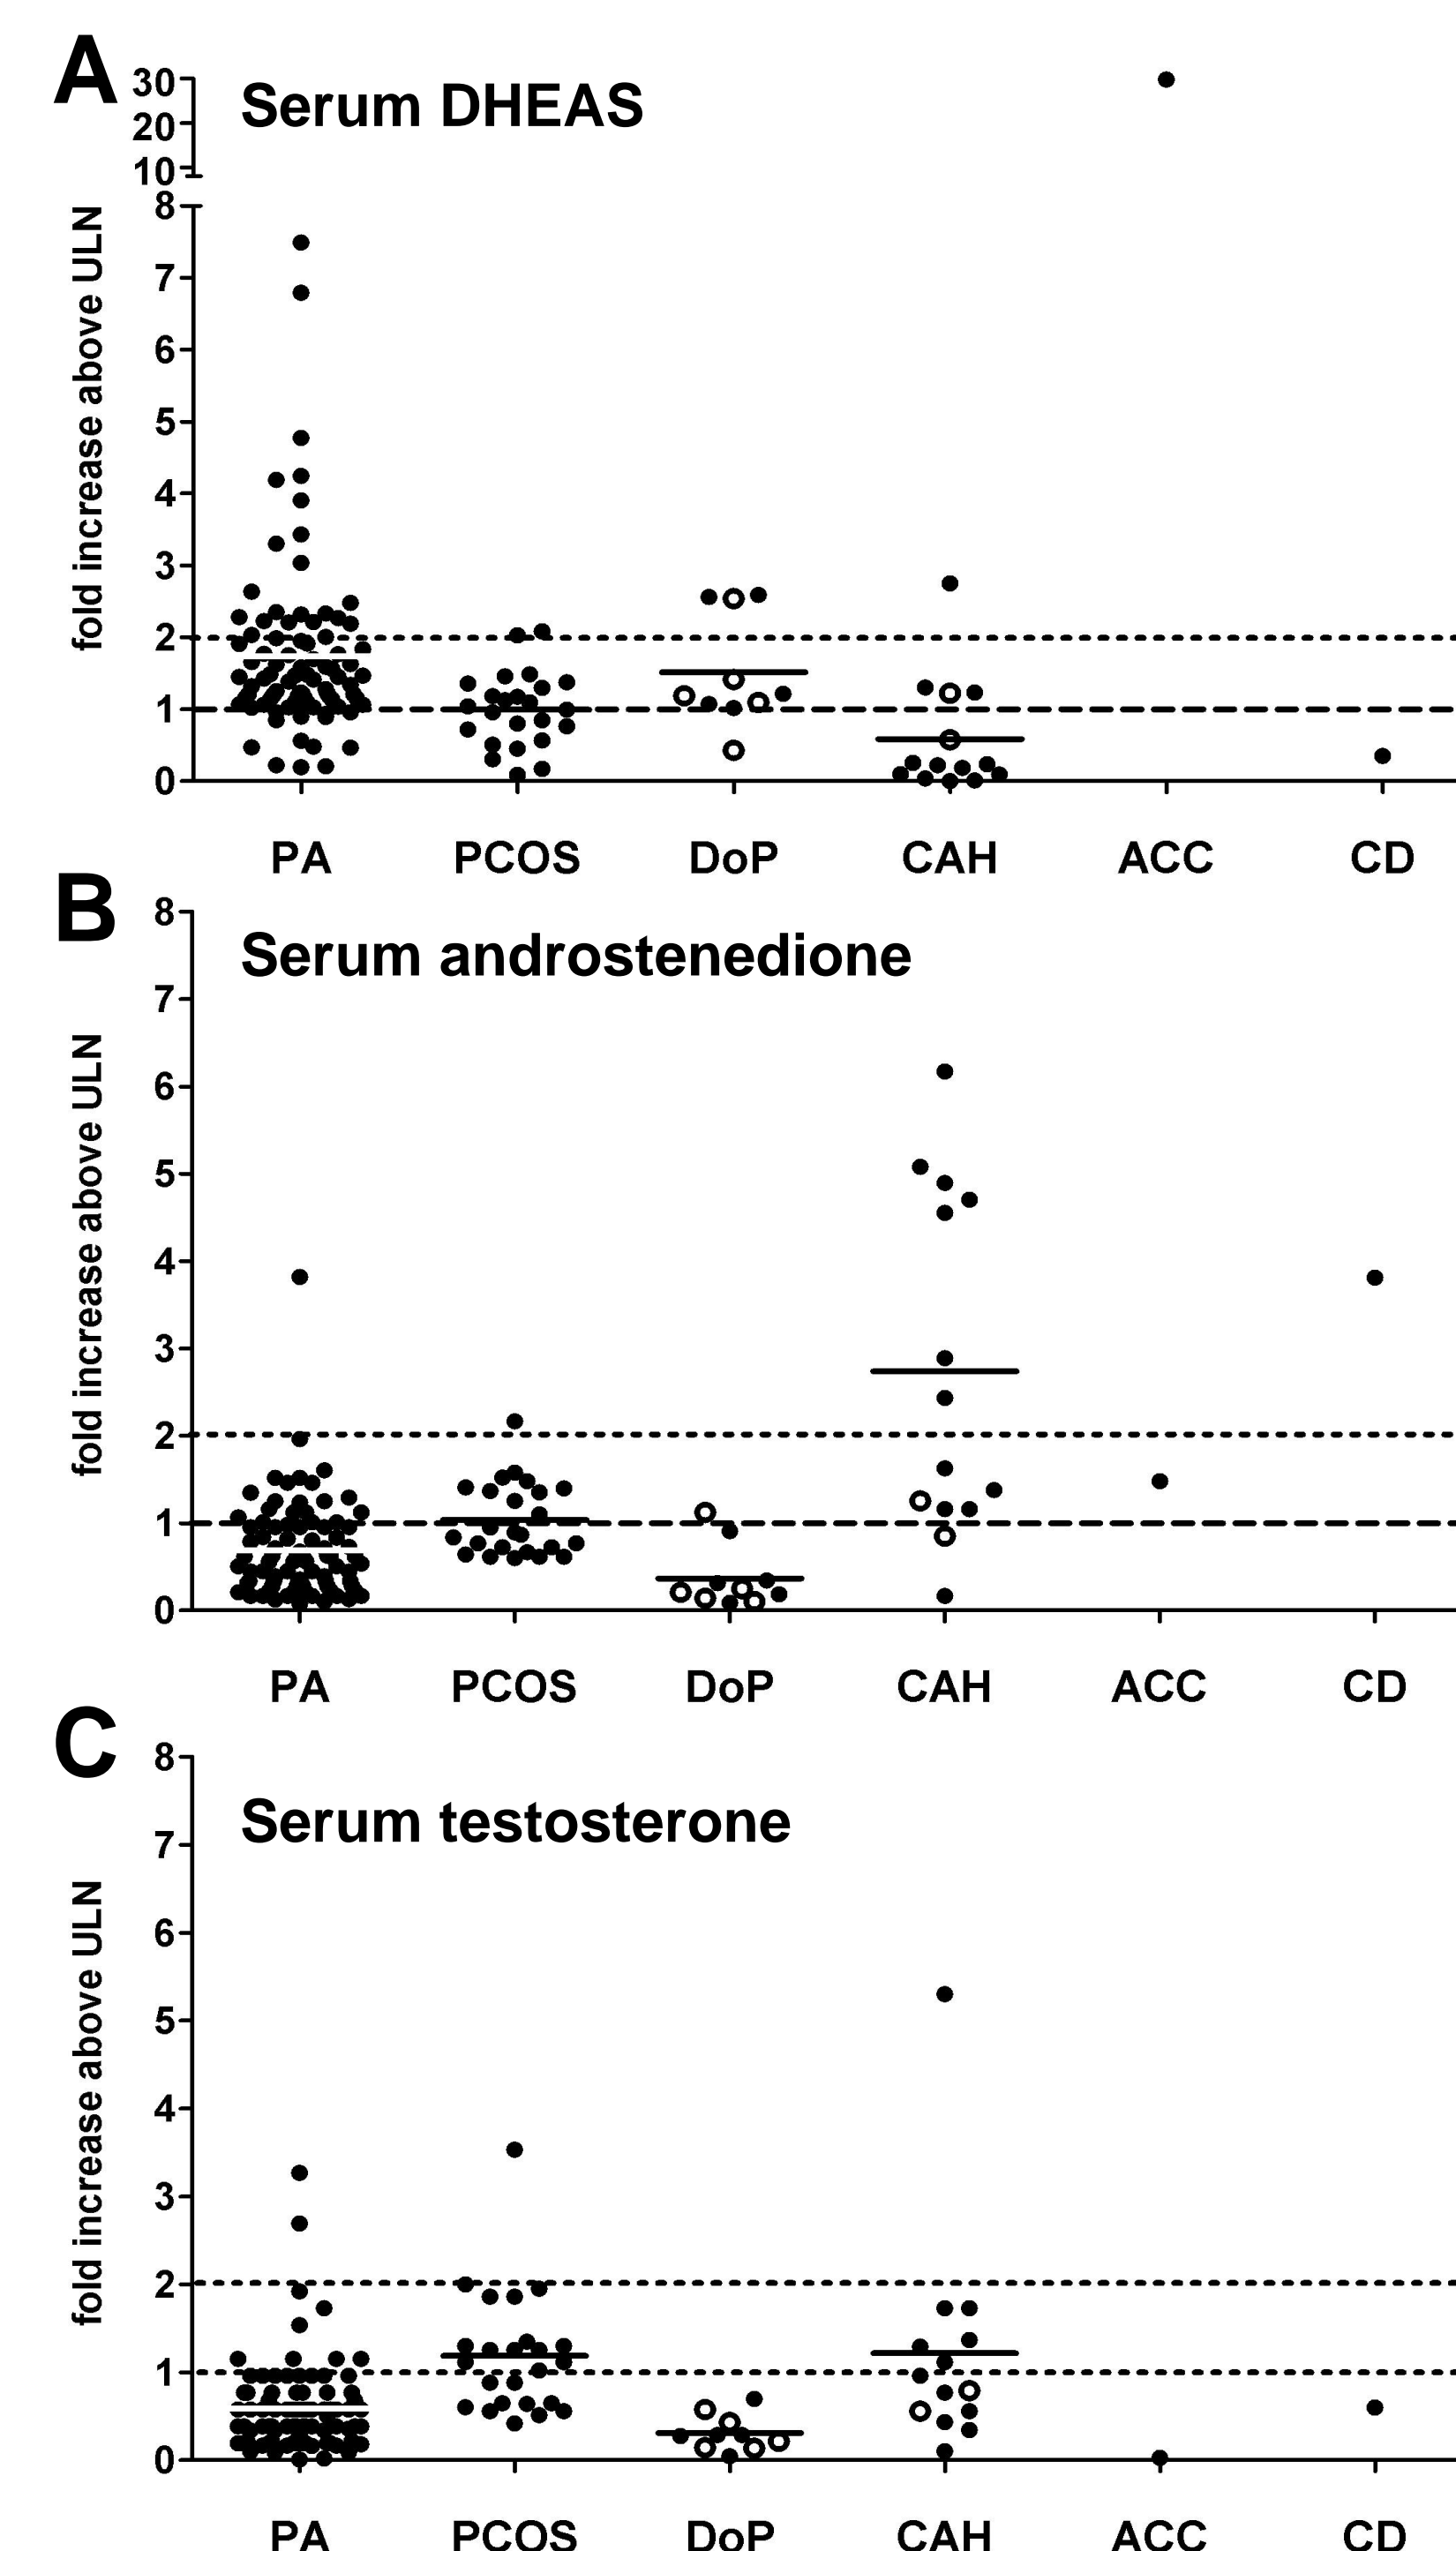 A
Serum DHEAS
30
20
10
8
7
6
5
4
3
2
1
0
fold increase above ULN
PA PCOS DoP CAH ACC CD
B
Serum androstenedione
8
7
6
5
4
3
2
1
0
fold increase above ULN
PA PCOS DoP CAH ACC CD
C
Serum testosterone
8
7
6
5
4
3
2
1
0
fold increase above ULN
PA PCOS DoP CAH ACC CD